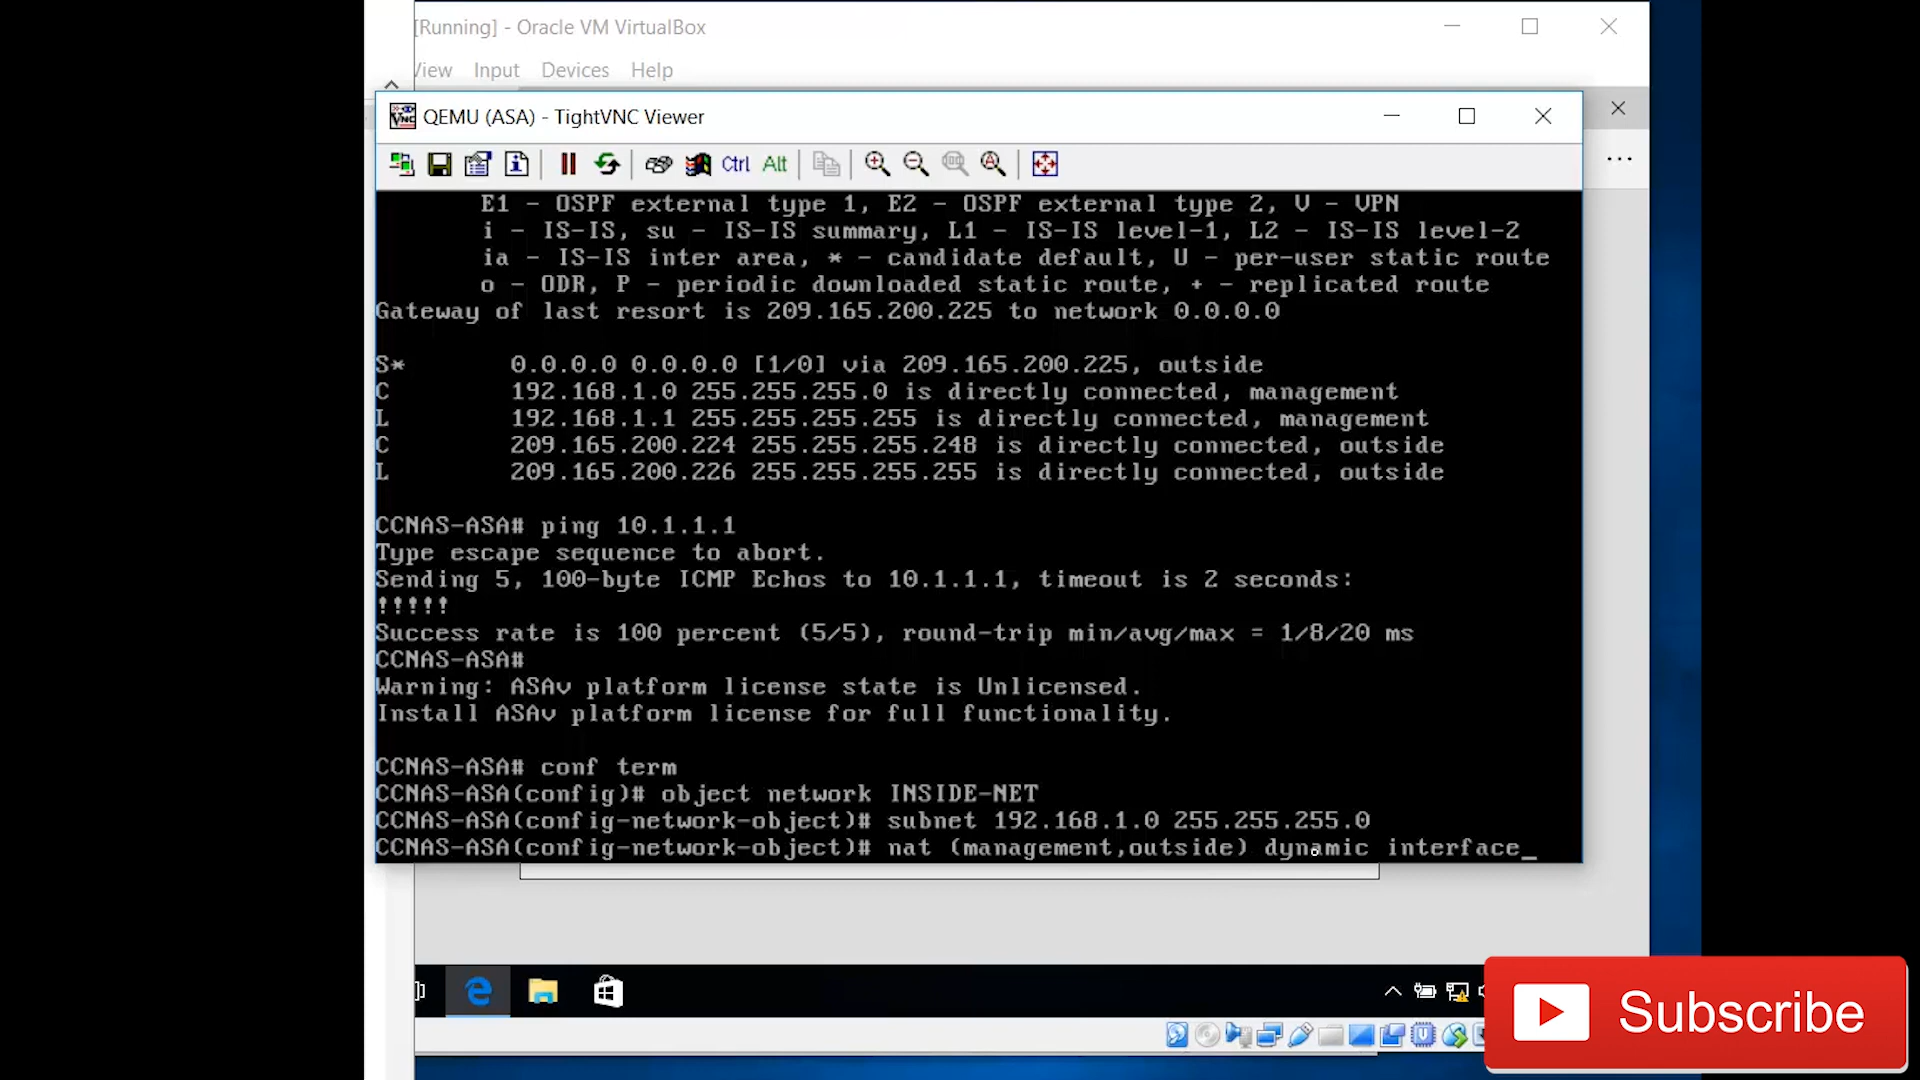 [Running] - Oracle VM VirtualBox
View Input Devices Help
QEMU (ASA) - TightVNC Viewer
Ctrl Alt
E1 - OSPF external type 1, E2 - OSPF external type 2, V - VPN
i - IS-IS, su - IS-IS summary, L1 - IS-IS level-1, L2 - IS-IS level-2
ia - IS-IS inter area, * - candidate default, U - per-user static route
o - ODR, P - periodic downloaded static route, + - replicated route
Gateway of last resort is 209.165.200.225 to network 0.0.0.0
S* 0.0.0.0 0.0.0.0 [1/0] via 209.165.200.225, outside
C 192.168.1.0 255.255.255.0 is directly connected, management
L 192.168.1.1 255.255.255.255 is directly connected, management
C 209.165.200.224 255.255.255.248 is directly connected, outside
L 209.165.200.226 255.255.255.255 is directly connected, outside
CCNAS-ASA# ping 10.1.1.1
Type escape sequence to abort.
Sending 5, 100-byte ICMP Echos to 10.1.1.1, timeout is 2 seconds:
!!!!!
Success rate is 100 percent (5/5), round-trip min/avg/max = 1/8/20 ms
CCNAS-ASA#
Warning: ASAv platform license state is Unlicensed.
Install ASAv platform license for full functionality.
CCNAS-ASA# conf term
CCNAS-ASA(config)# object network INSIDE-NET
CCNAS-ASA(config-network-object)# subnet 192.168.1.0 255.255.255.0
CCNAS-ASA(config-network-object)# nat (management,outside) dynamic interface_
Subscribe